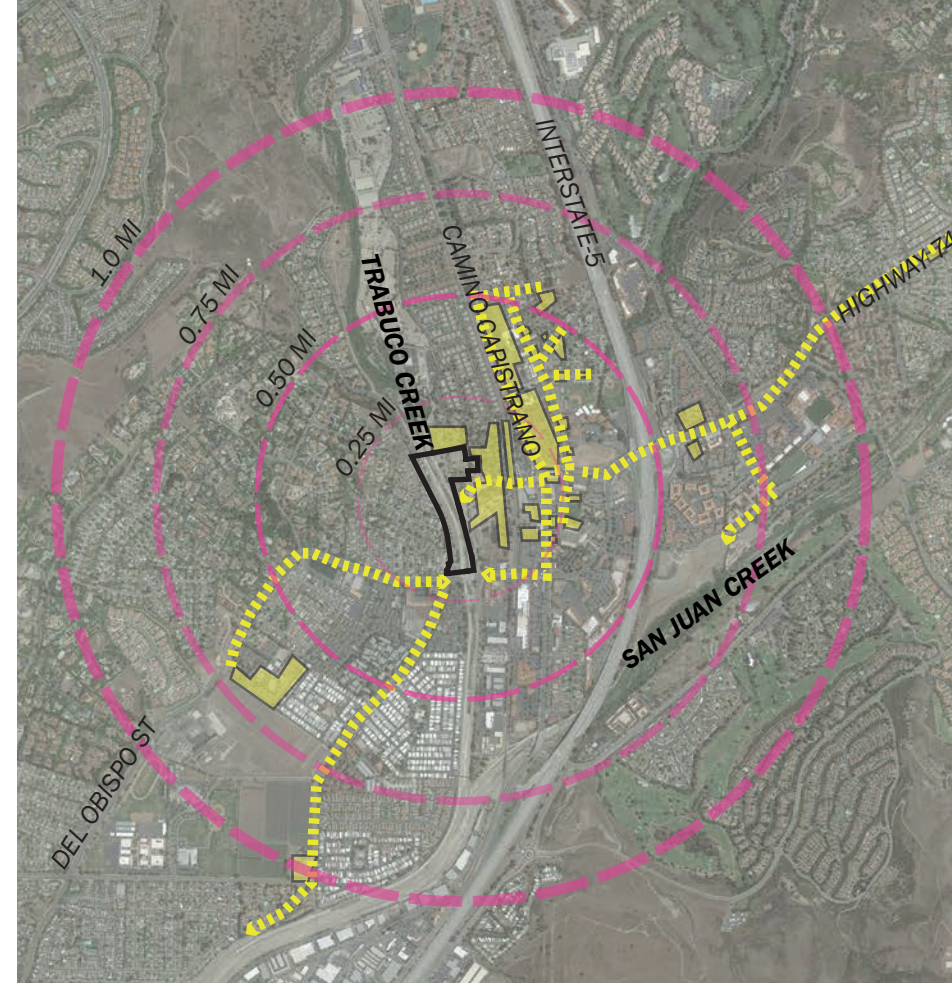 INTERSTATE-5
1.0 MI
CAMINO CAPISTRANO
HIGHWAY-74
0.75 MI
TRABUCO CREEK
0.50 MI
0.25 MI
SAN JUAN CREEK
DEL OBISPO ST